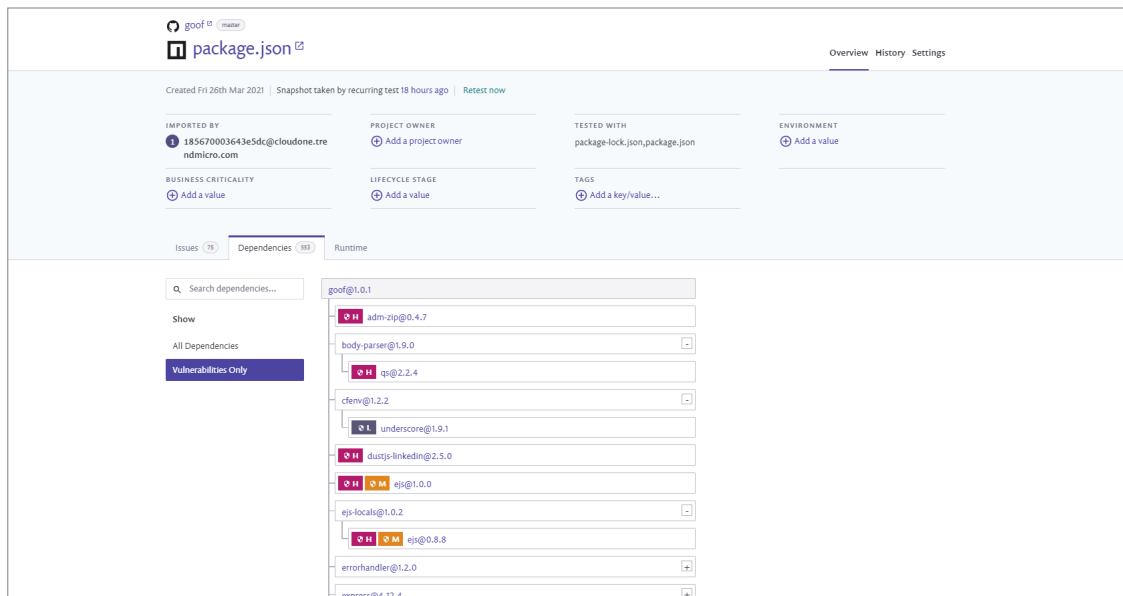 goof master
package.json
Overview History Settings
Created Fri 26th Mar 2021 | Snapshot taken by recurring test 18 hours ago | Retest now
IMPORTED BY
1 185670003643e5dc@cloudone.tre
ndmicro.com
PROJECT OWNER
Add a project owner
TESTED WITH
package-lock.json,package.json
ENVIRONMENT
Add a value
BUSINESS CRITICALITY
Add a value
LIFECYCLE STAGE
Add a value
TAGS
Add a key/value...
Issues 75 Dependencies 553 Runtime
Search dependencies...
Show
All Dependencies
Vulnerabilities Only
goof@1.0.1
H adm-zip@0.4.7
body-parser@1.9.0 -
H qs@2.2.4
cfenv@1.2.2 -
L underscore@1.9.1
H dustjs-linkedin@2.5.0
H M ejs@1.0.0
ejs-locals@1.0.2 -
H M ejs@0.8.8
errorhandler@1.2.0 +
express@4.12.4 +